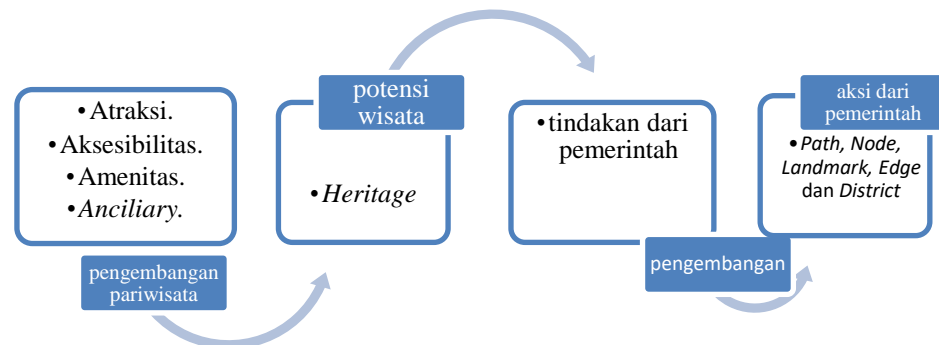 •Atraksi.
•Aksesibilitas.
•Amenitas.
•Anciliary.
pengembangan
pariwisata
potensi
wisata
•Heritage
•tindakan dari
pemerintah
pengembangan
aksi dari
pemerintah
•Path, Node,
Landmark, Edge
dan District